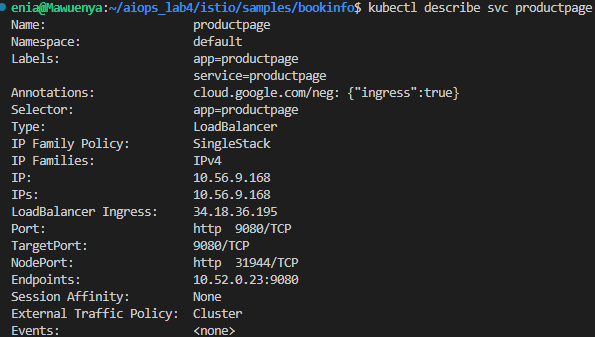 enia@Mawuenya:~/aiops_lab4/istio/samples/bookinfo$ kubectl describe svc productpage
Name:                     productpage
Namespace:                default
Labels:                   app=productpage
                          service=productpage
Annotations:              cloud.google.com/neg: {"ingress":true}
Selector:                 app=productpage
Type:                     LoadBalancer
IP Family Policy:         SingleStack
IP Families:              IPv4
IP:                       10.56.9.168
IPs:                      10.56.9.168
LoadBalancer Ingress:     34.18.36.195
Port:                     http  9080/TCP
TargetPort:               9080/TCP
NodePort:                 http  31944/TCP
Endpoints:                10.52.0.23:9080
Session Affinity:         None
External Traffic Policy:  Cluster
Events:                   <none>